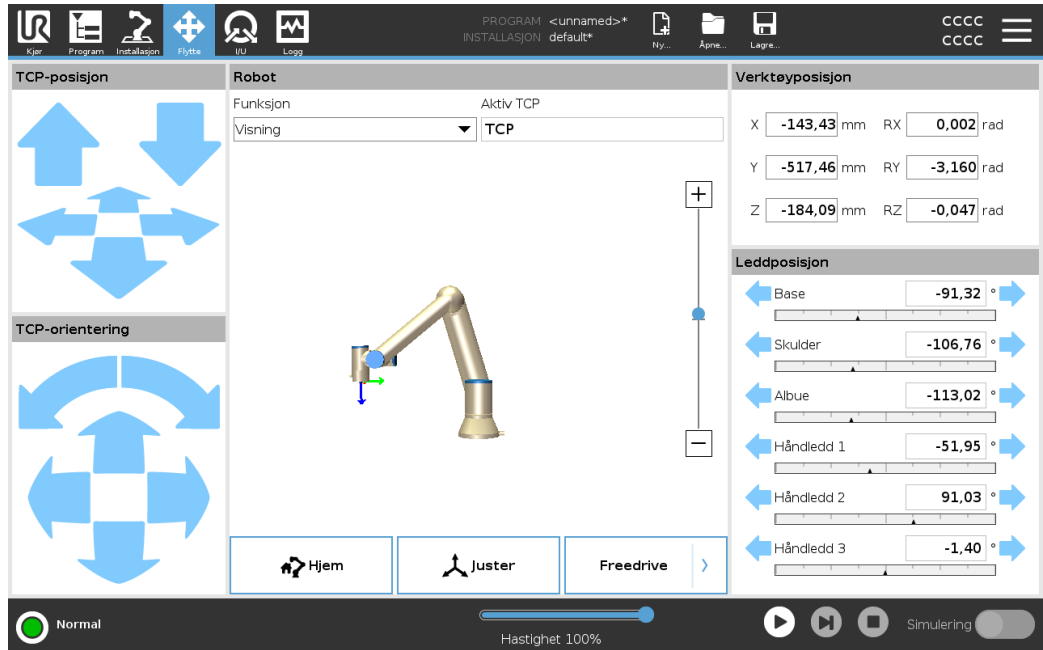 UR
Kjør
Program
Installasjon
Flytte
I/U
Logg
PROGRAM <unnamed>*
INSTALLASJON default*
Ny...
Åpne...
Lagre...
CCCC
CCCC
TCP-posisjon
Robot
Verktøyposisjon
Funksjon
Aktiv TCP
Visning
TCP
X -143,43 mm RX 0,002 rad
Y -517,46 mm RY -3,160 rad
Z -184,09 mm RZ -0,047 rad
Leddposisjon
Base -91,32 °
Skulder -106,76 °
Albue -113,02 °
Håndledd 1 -51,95 °
Håndledd 2 91,03 °
Håndledd 3 -1,40 °
TCP-orientering
Hjem
Juster
Freedrive
Normal
Hastighet 100%
Simulering